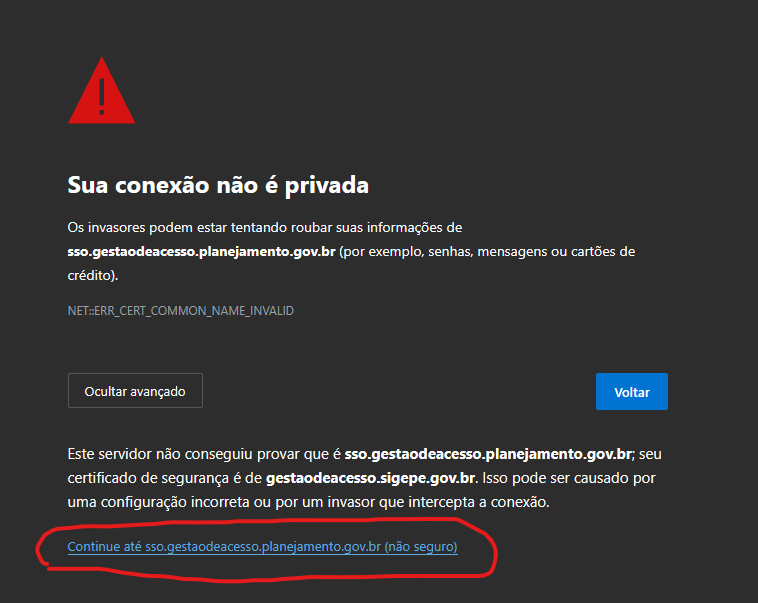 Sua conexão não é privada
Os invasores podem estar tentando roubar suas informações de
sso.gestaodeacesso.planejamento.gov.br (por exemplo, senhas, mensagens ou cartões de
crédito).
NET::ERR_CERT_COMMON_NAME_INVALID
Ocultar avançado
Voltar
Este servidor não conseguiu provar que é sso.gestaodeacesso.planejamento.gov.br; seu
certificado de segurança é de gestaodeacesso.sigepe.gov.br. Isso pode ser causado por
uma configuração incorreta ou por um invasor que intercepta a conexão.
Continue até sso.gestaodeacesso.planejamento.gov.br (não seguro)